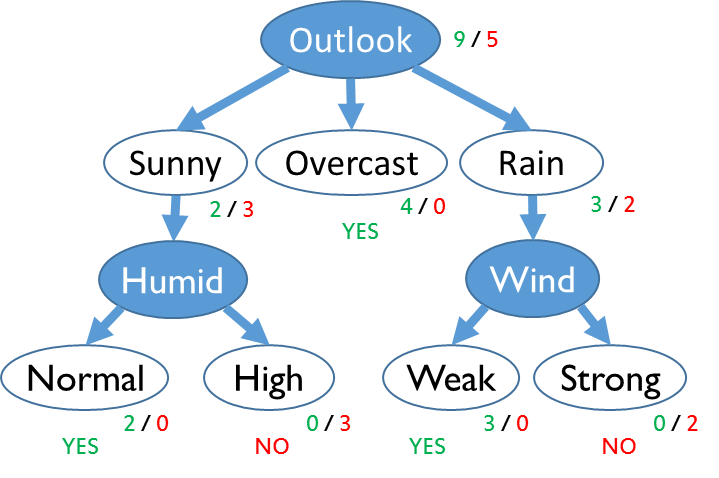 Outlook 9 / 5
Sunny Overcast Rain
2 / 3 4 / 0 3 / 2
YES
Humid Wind
Normal High Weak Strong
2 / 0 0 / 3 3 / 0 0 / 2
YES NO YES NO